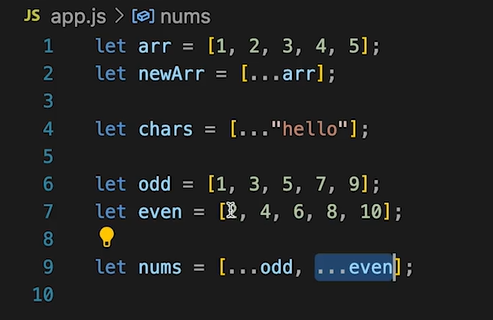 JS app.js > nums
1 let arr = [1, 2, 3, 4, 5];
2 let newArr = [...arr];
3
4 let chars = [..."hello"];
5
6 let odd = [1, 3, 5, 7, 9];
7 let even = [2, 4, 6, 8, 10];
8
9 let nums = [...odd, ...even];
10